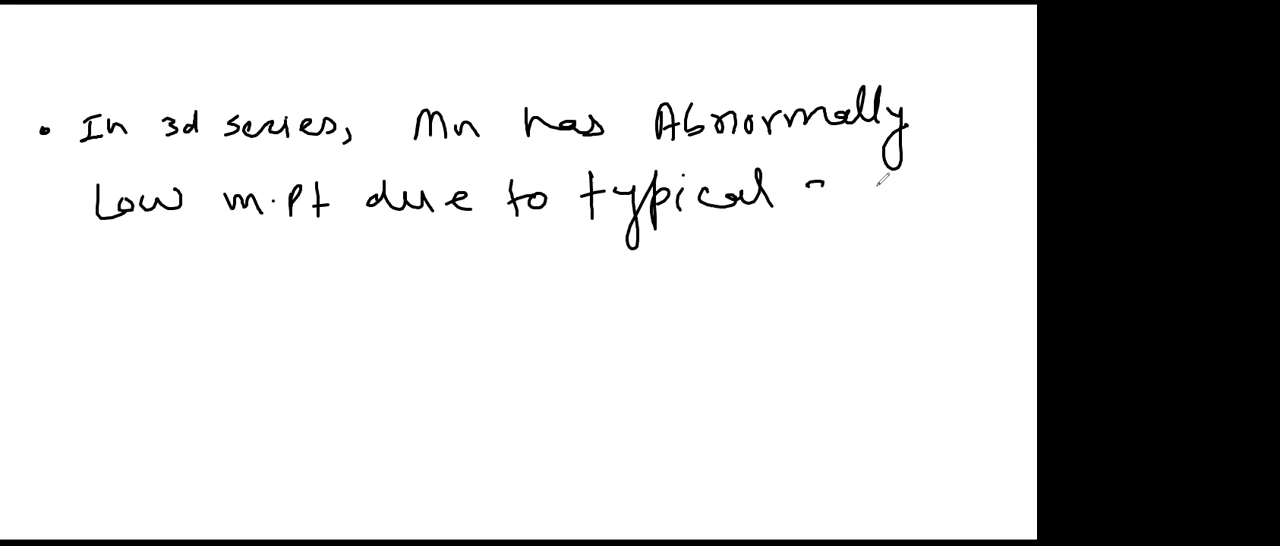 • In 3d series, Mn has Abnormally
Low m.pt due to typical -